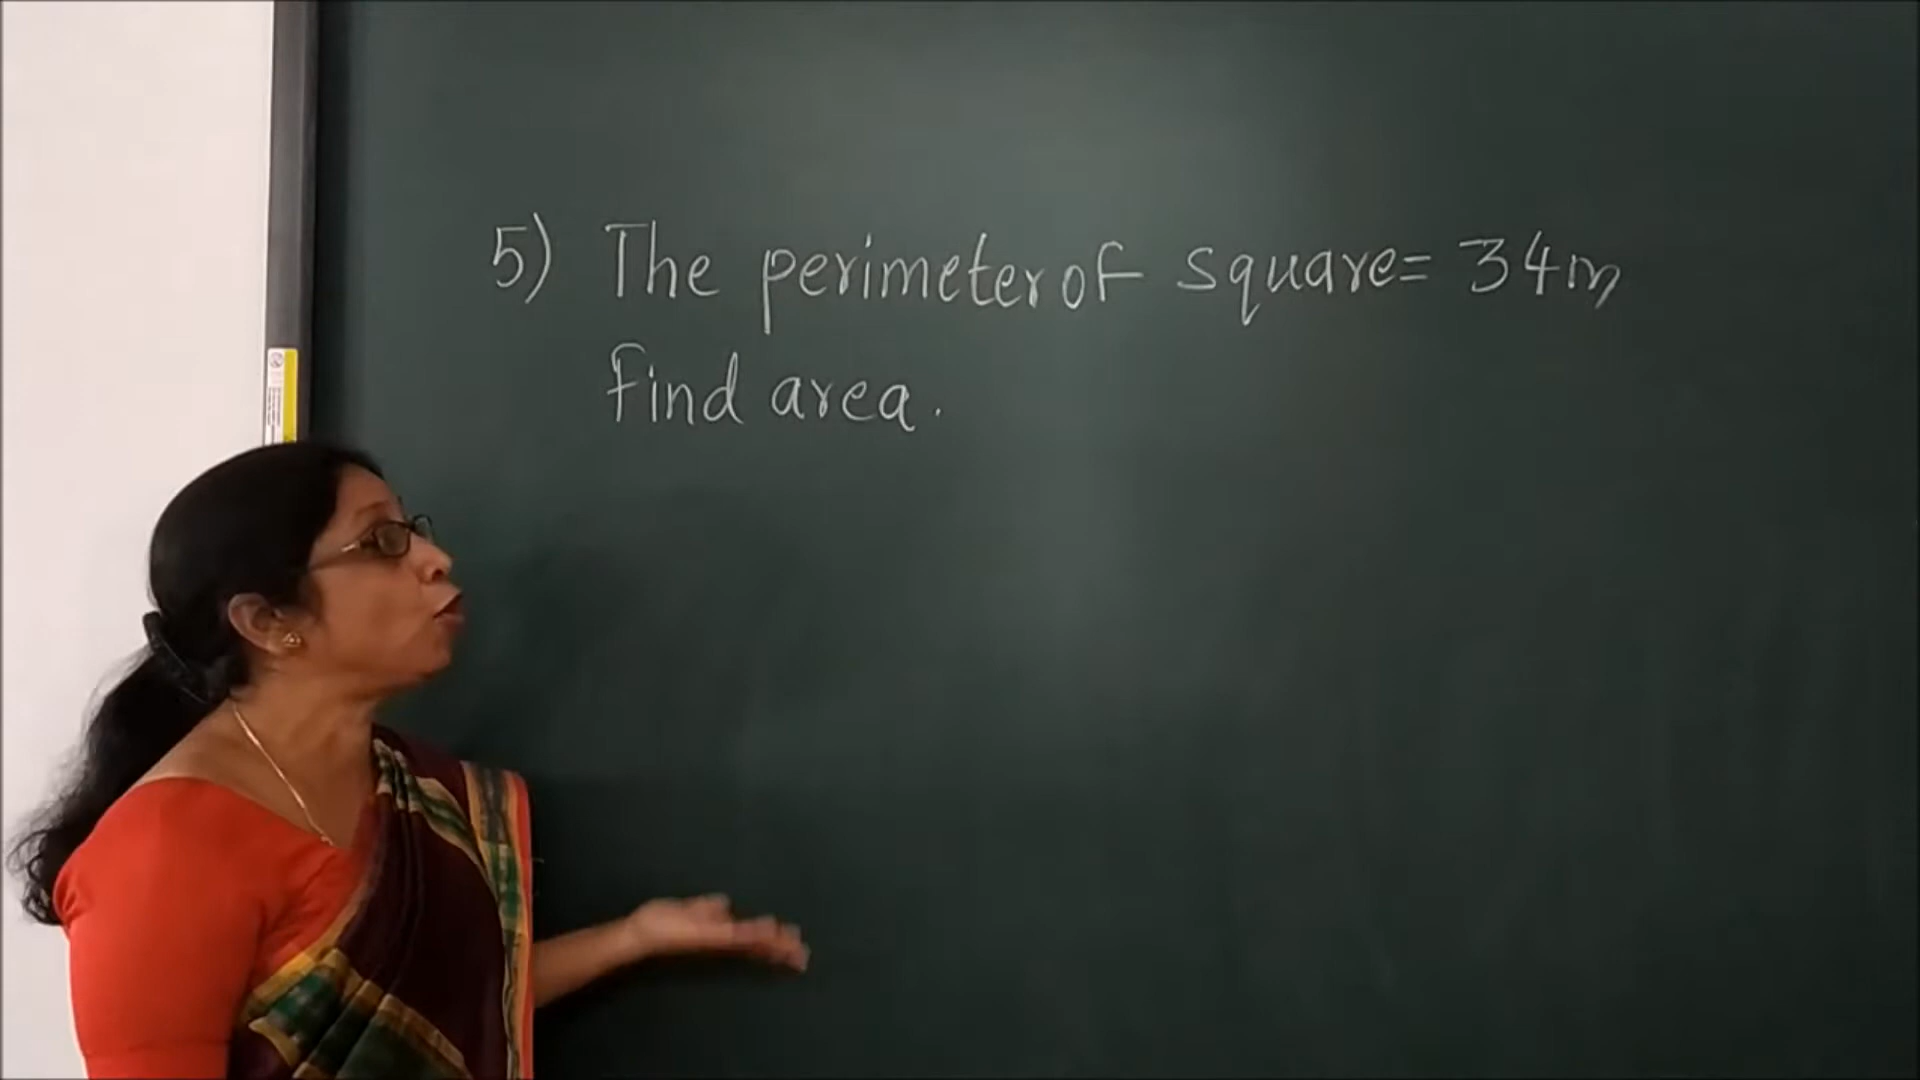 5) The perimeter of square = 34m
find area.